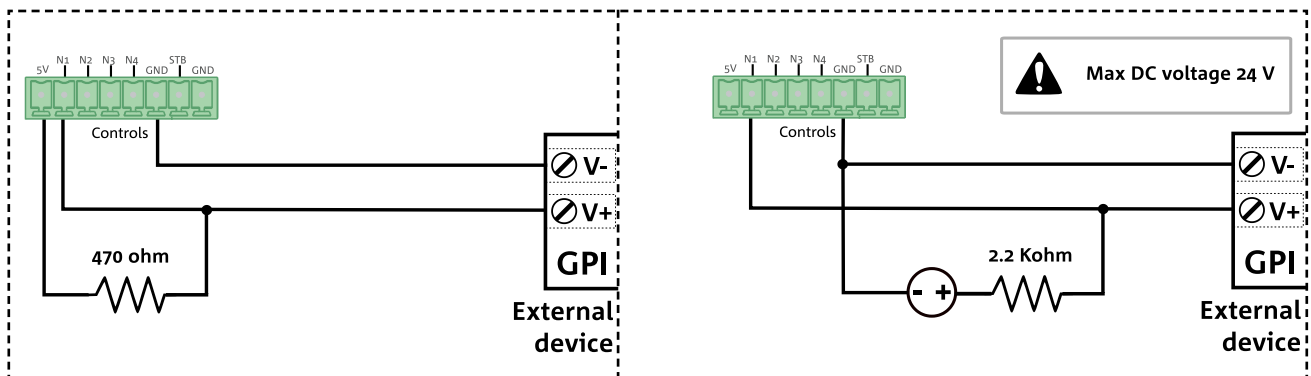 5V N1 N2 N3 N4 GND STB GND
Controls
V-
V+
470 ohm
GPI
External
device
5V N1 N2 N3 N4 GND STB GND
Max DC voltage 24 V
Controls
V-
V+
2.2 Kohm
- +
GPI
External
device